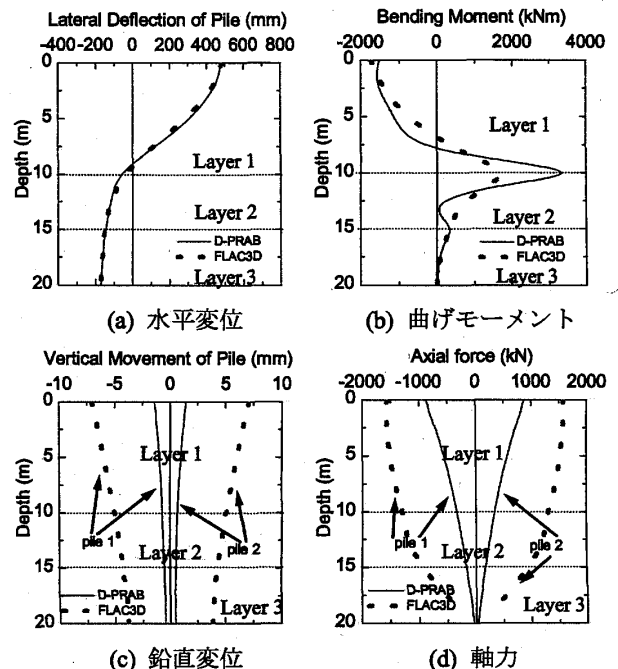 Lateral Deflection of Pile (mm)
-400 -200 0 200 400 600 800
0
5
10
15
20
Depth (m)
Layer 1
Layer 2
Layer 3
D-PRAB
FLAC3D
(a) 水平変位
Bending Moment (kNm)
-2000 0 2000 4000
0
5
10
15
20
Depth (m)
Layer 1
Layer 2
Layer 3
D-PRAB
FLAC3D
(b) 曲げモーメント
Vertical Movement of Pile (mm)
-10 -5 0 5 10
0
5
10
15
20
Depth (m)
Layer 1
pile 1
Layer 2
pile 2
Layer 3
D-PRAB
FLAC3D
(c) 鉛直変位
Axial force (kN)
-2000 -1000 0 1000 2000
0
5
10
15
20
Depth (m)
Layer 1
pile 1
Layer 2
pile 2
Layer 3
D-PRAB
FLAC3D
(d) 軸力